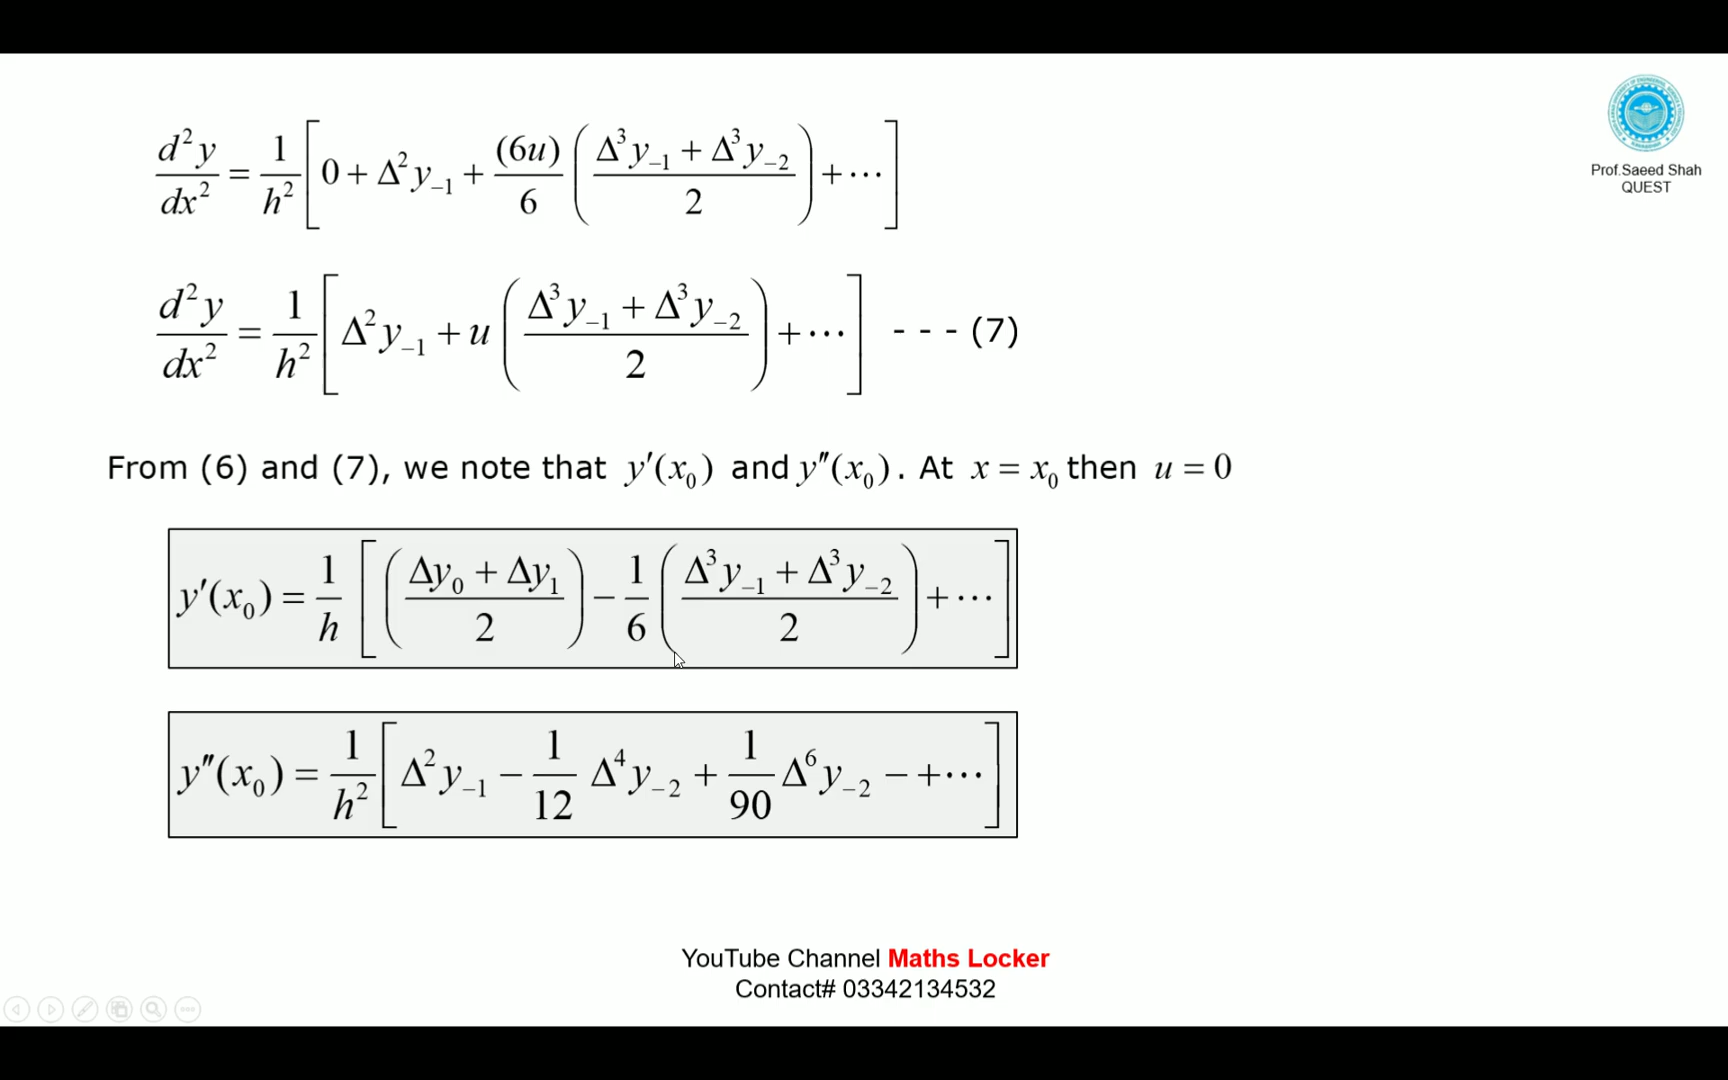 Prof.Saeed Shah
QUEST
d²y/dx² = 1/h² [ 0 + Δ²y₋₁ + (6u)/6 ( (Δ³y₋₁ + Δ³y₋₂)/2 ) + ⋯ ]
d²y/dx² = 1/h² [ Δ²y₋₁ + u ( (Δ³y₋₁ + Δ³y₋₂)/2 ) + ⋯ ] - - - (7)
From (6) and (7), we note that y′(x₀) and y″(x₀). At x = x₀ then u = 0
y′(x₀) = 1/h [ ( (Δy₀ + Δy₁)/2 ) − 1/6 ( (Δ³y₋₁ + Δ³y₋₂)/2 ) + ⋯ ]
y″(x₀) = 1/h² [ Δ²y₋₁ − 1/12 Δ⁴y₋₂ + 1/90 Δ⁶y₋₂ − + ⋯ ]
YouTube Channel Maths Locker
Contact# 03342134532